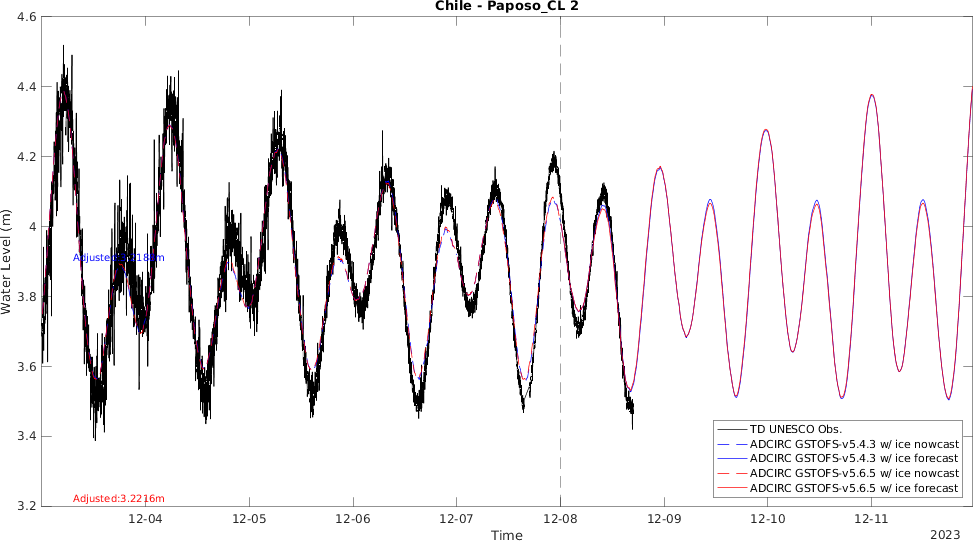 Chile - Paposo_CL 2
4.6
4.4
4.2
4
3.8
3.6
3.4
3.2
Water Level (m)
Adjusted:
Adjusted:3.2216m
TD UNESCO Obs.
ADCIRC GSTOFS-v5.4.3 w/ ice nowcast
ADCIRC GSTOFS-v5.4.3 w/ ice forecast
ADCIRC GSTOFS-v5.6.5 w/ ice nowcast
ADCIRC GSTOFS-v5.6.5 w/ ice forecast
12-04 12-05 12-06 12-07 12-08 12-09 12-10 12-11
Time
2023